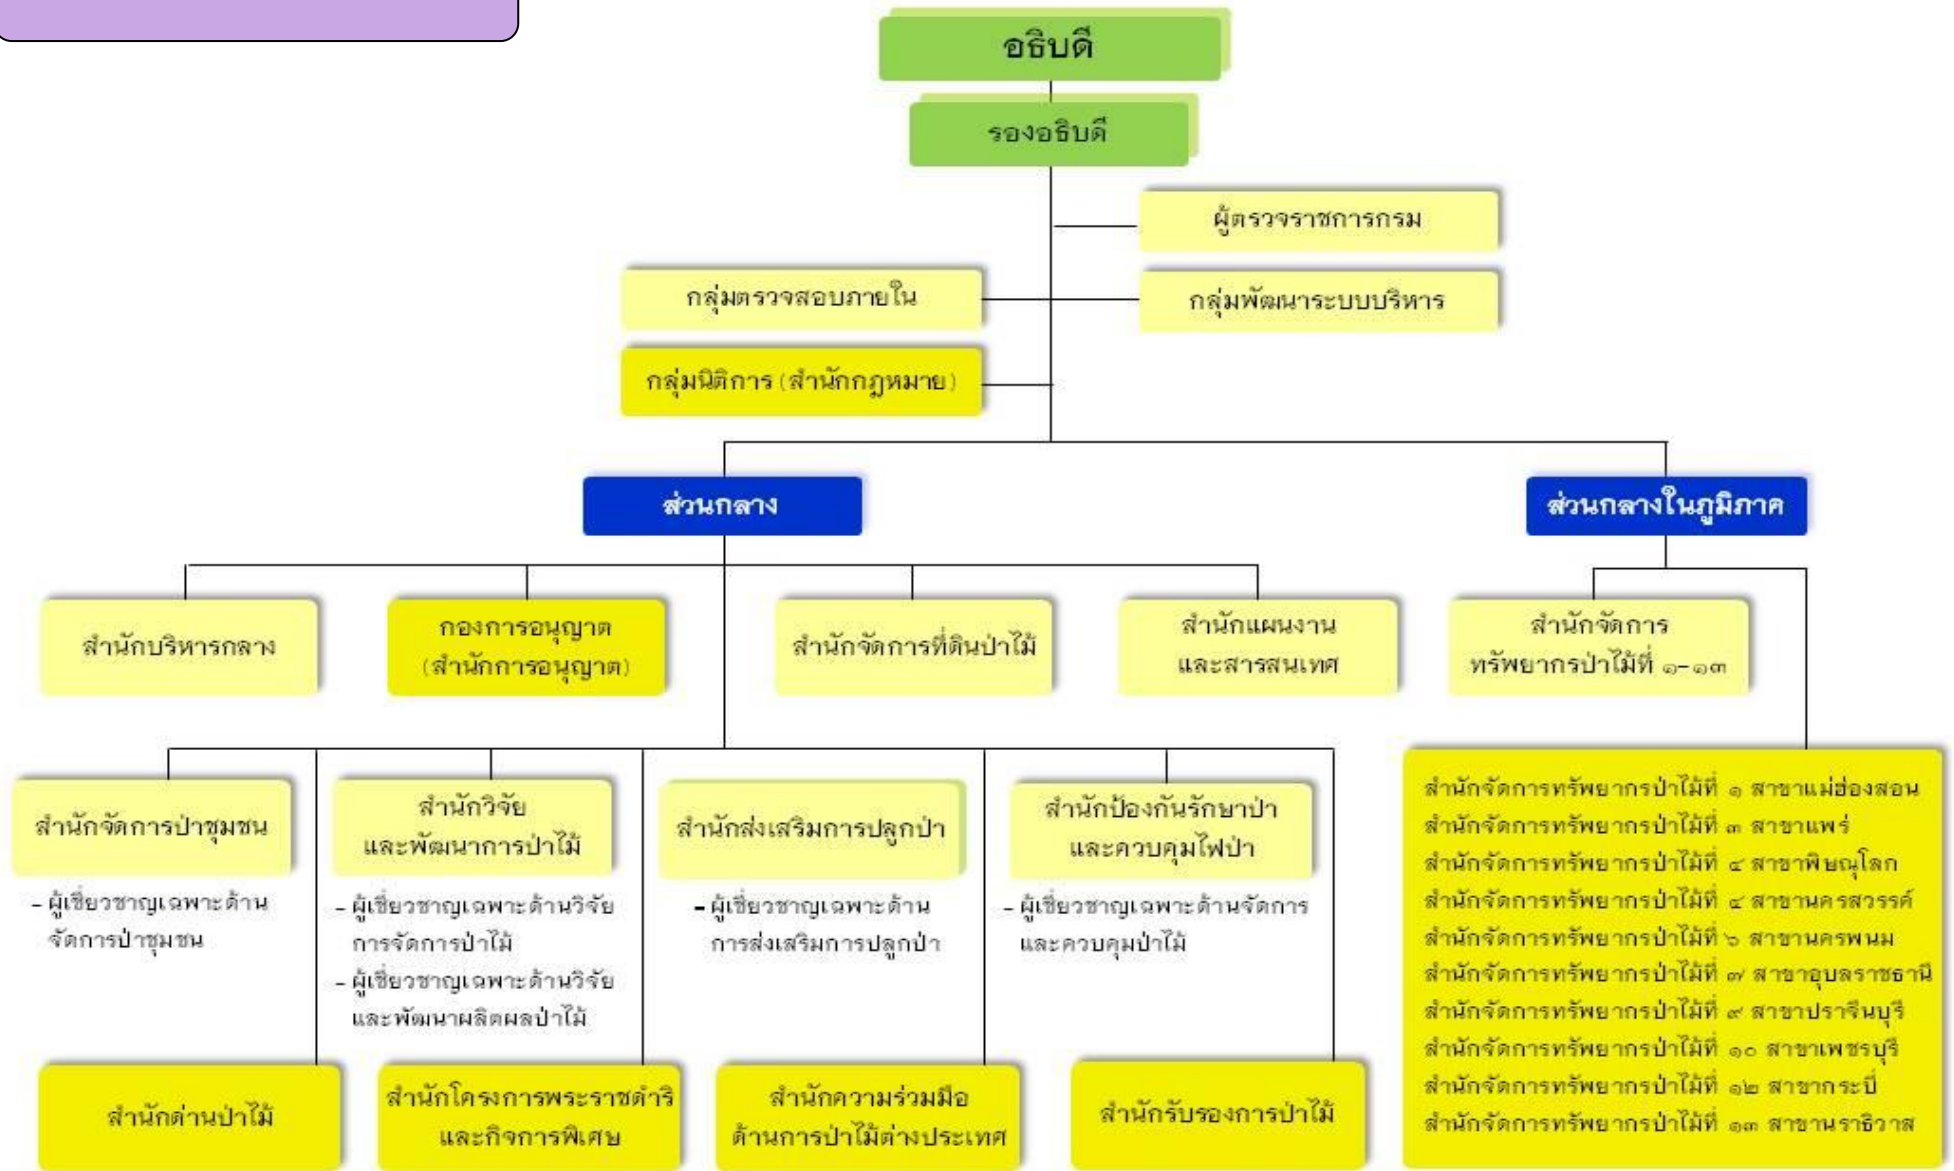 อธิบดี
รองอธิบดี
ผู้ตรวจราชการกรม
กลุ่มตรวจสอบภายใน
กลุ่มพัฒนาระบบบริหาร
กลุ่มนิติการ (สำนักกฎหมาย)
ส่วนกลาง
ส่วนกลางในภูมิภาค
สำนักบริหารกลาง
กองการอนุญาต
(สำนักการอนุญาต)
สำนักจัดการที่ดินป่าไม้
สำนักแผนงาน
และสารสนเทศ
สำนักจัดการ
ทรัพยากรป่าไม้ที่ ๑-๑๓
สำนักจัดการป่าชุมชน
- ผู้เชี่ยวชาญเฉพาะด้าน
จัดการป่าชุมชน
สำนักวิจัย
และพัฒนาการป่าไม้
- ผู้เชี่ยวชาญเฉพาะด้านวิจัย
การจัดการป่าไม้
- ผู้เชี่ยวชาญเฉพาะด้านวิจัย
และพัฒนาผลิตผลป่าไม้
สำนักส่งเสริมการปลูกป่า
- ผู้เชี่ยวชาญเฉพาะด้าน
การส่งเสริมการปลูกป่า
สำนักป้องกันรักษาป่า
และควบคุมไฟป่า
- ผู้เชี่ยวชาญเฉพาะด้านจัดการ
และควบคุมป่าไม้
สำนักจัดการทรัพยากรป่าไม้ที่ ๑ สาขาแม่ฮ่องสอน
สำนักจัดการทรัพยากรป่าไม้ที่ ๓ สาขาแพร่
สำนักจัดการทรัพยากรป่าไม้ที่ ๔ สาขาพิษณุโลก
สำนักจัดการทรัพยากรป่าไม้ที่ ๔ สาขานครสวรรค์
สำนักจัดการทรัพยากรป่าไม้ที่ ๖ สาขานครพนม
สำนักจัดการทรัพยากรป่าไม้ที่ ๗ สาขาอุบลราชธานี
สำนักจัดการทรัพยากรป่าไม้ที่ ๙ สาขาปราจีนบุรี
สำนักจัดการทรัพยากรป่าไม้ที่ ๑๐ สาขาเพชรบุรี
สำนักจัดการทรัพยากรป่าไม้ที่ ๑๒ สาขากระบี่
สำนักจัดการทรัพยากรป่าไม้ที่ ๑๓ สาขานราธิวาส
สำนักด่านป่าไม้
สำนักโครงการพระราชดำริ
และกิจการพิเศษ
สำนักความร่วมมือ
ด้านการป่าไม้ต่างประเทศ
สำนักรับรองการป่าไม้